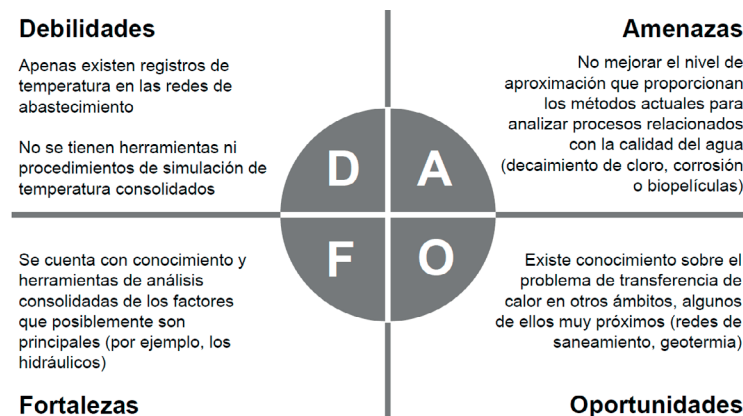 Debilidades
Apenas existen registros de
temperatura en las redes de
abastecimiento
No se tienen herramientas ni
procedimientos de simulación de
temperatura consolidados
Amenazas
No mejorar el nivel de
aproximación que proporcionan
los métodos actuales para
analizar procesos relacionados
con la calidad del agua
(decaimiento de cloro, corrosión
o biopelículas)
D
A
F
O
Se cuenta con conocimiento y
herramientas de análisis
consolidadas de los factores
que posiblemente son
principales (por ejemplo, los
hidráulicos)
Fortalezas
Existe conocimiento sobre el
problema de transferencia de
calor en otros ámbitos, algunos
de ellos muy próximos (redes de
saneamiento, geotermia)
Oportunidades